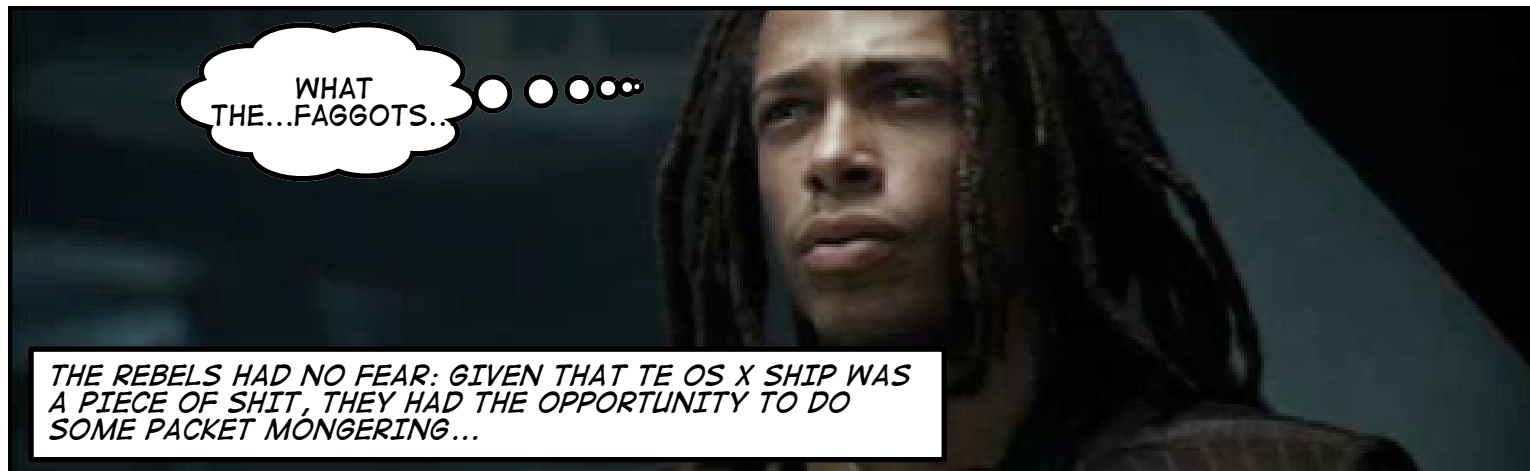 WHAT
THE...FAGGOTS..
THE REBELS HAD NO FEAR: GIVEN THAT TE OS X SHIP WAS
A PIECE OF SHIT, THEY HAD THE OPPORTUNITY TO DO
SOME PACKET MONGERING...